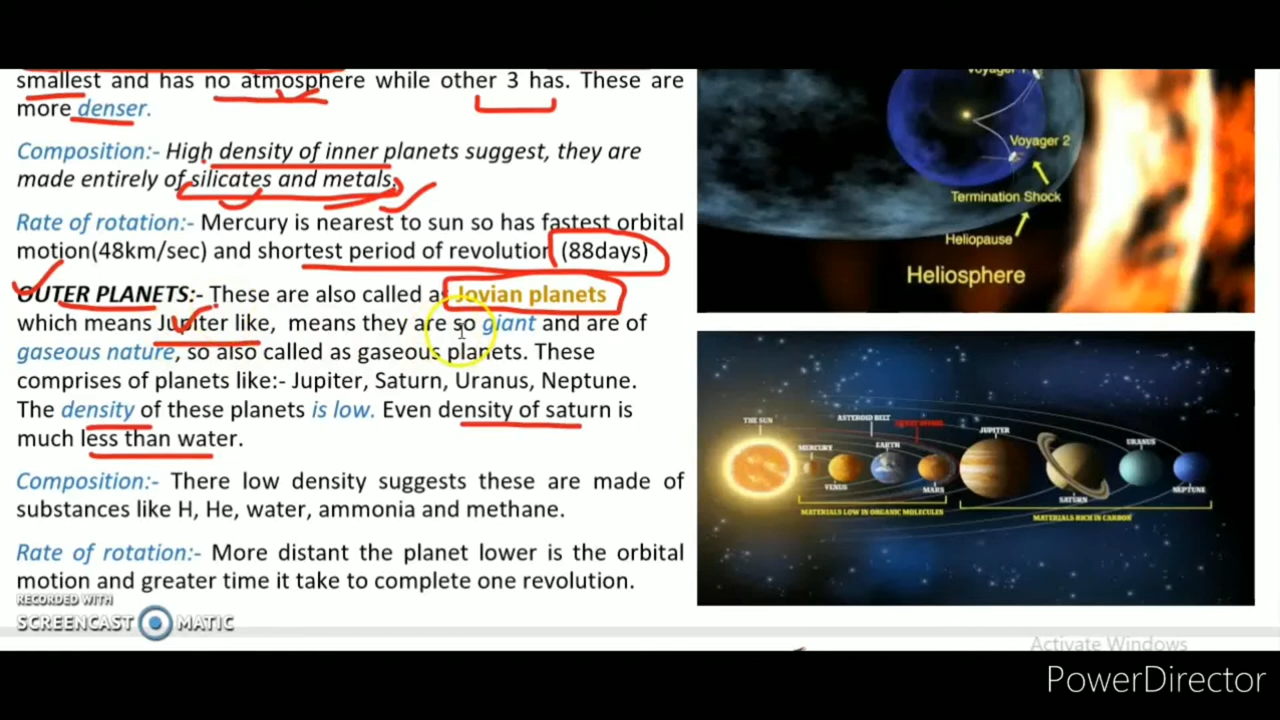 smallest and has no atmosphere while other 3 has. These are
more denser.
Composition:- High density of inner planets suggest, they are
made entirely of silicates and metals.
Rate of rotation:- Mercury is nearest to sun so has fastest orbital
motion(48km/sec) and shortest period of revolution (88days)
OUTER PLANETS:- These are also called as Jovian planets
which means Jupiter like, means they are so giant and are of
gaseous nature, so also called as gaseous planets. These
comprises of planets like:- Jupiter, Saturn, Uranus, Neptune.
The density of these planets is low. Even density of saturn is
much less than water.
Composition:- There low density suggests these are made of
substances like H, He, water, ammonia and methane.
Rate of rotation:- More distant the planet lower is the orbital
motion and greater time it take to complete one revolution.
RECORDED WITH
SCREENCAST MATIC
Voyager 1
Voyager 2
Termination Shock
Heliopause
Heliosphere
THE SUN
MERCURY
VENUS
ASTEROID BELT
EARTH
MARS
JUPITER
SATURN
URANUS
NEPTUNE
MATERIALS LOW IN ORGANIC MOLECULES
MATERIALS RICH IN CARBON
Activate Windows
PowerDirector